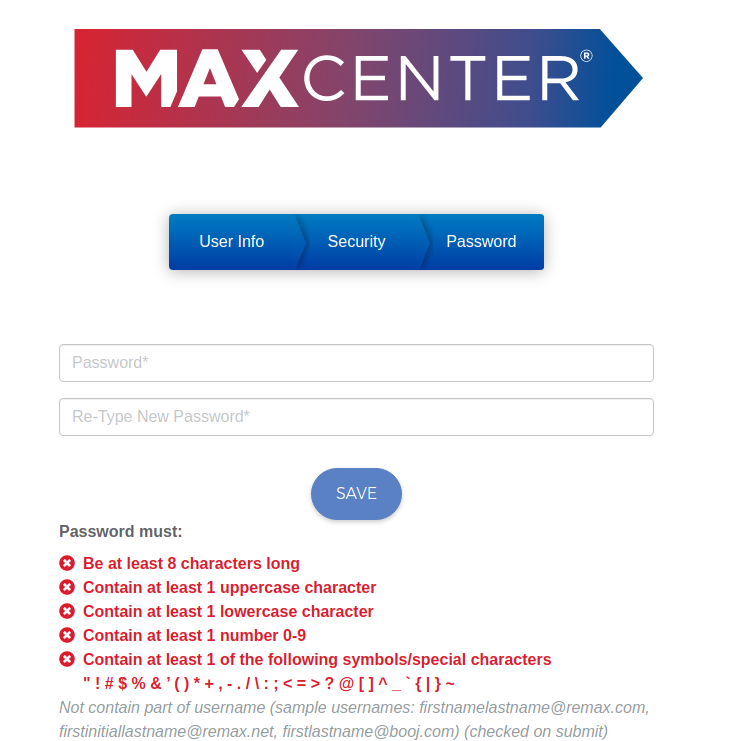 MAXCENTER®
User Info
Security
Password
Password*
Re-Type New Password*
SAVE
Password must:
Be at least 8 characters long
Contain at least 1 uppercase character
Contain at least 1 lowercase character
Contain at least 1 number 0-9
Contain at least 1 of the following symbols/special characters
" ! # $ % & ’ ( ) * + , - . / \ : ; < = > ? @ [ ] ^ _ ` { | } ~
Not contain part of username (sample usernames: firstnamelastname@remax.com,
firstinitiallastname@remax.net, firstlastname@booj.com) (checked on submit)